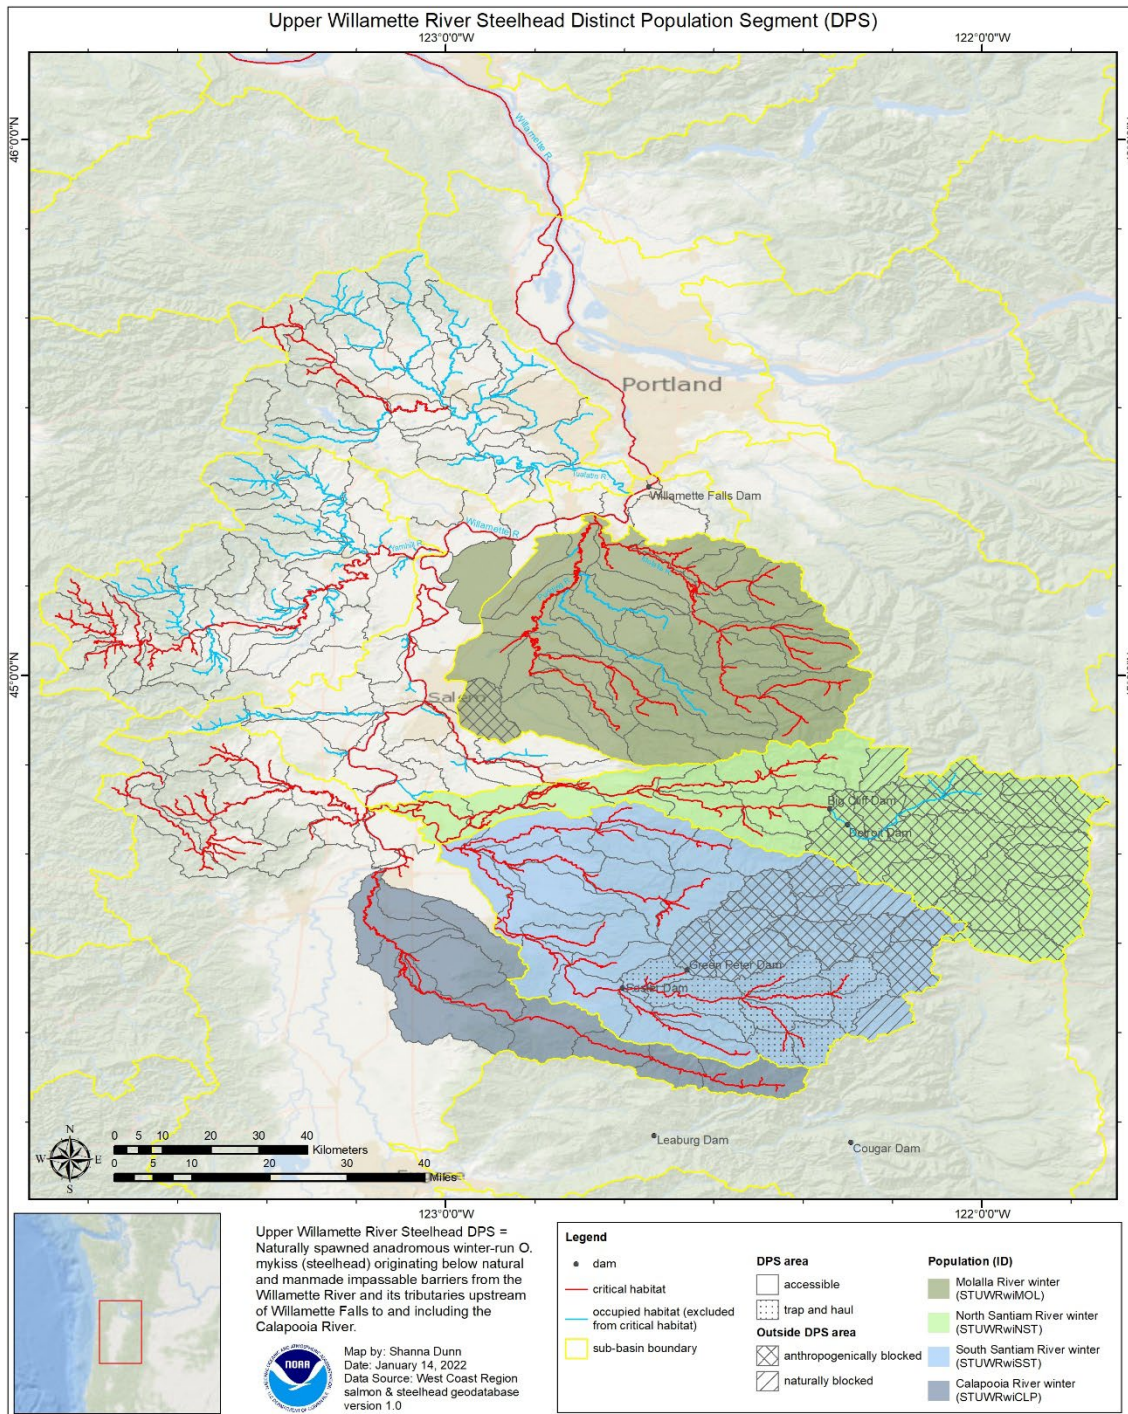 Upper Willamette River Steelhead Distinct Population Segment (DPS)
123°0'0"W
122°0'0"W
46°0'0"N
Willamette R.
Portland
Willamette Falls Dam
Tualatin R.
Willamette R.
Yamhill R.
45°0'0"N
Salem
Big Cliff Dam
Detroit Dam
Green Peter Dam
Foster Dam
Leaburg Dam
Cougar Dam
N
W
E
S
0 5 10 20 30 40
Kilometers
0 5 10 20 30 40
Miles
123°0'0"W
122°0'0"W
Upper Willamette River Steelhead DPS =
Naturally spawned anadromous winter-run O.
mykiss (steelhead) originating below natural
and manmade impassable barriers from the
Willamette River and its tributaries upstream
of Willamette Falls to and including the
Calapooia River.
NOAA
Map by: Shanna Dunn
Date: January 14, 2022
Data Source: West Coast Region
salmon & steelhead geodatabase
version 1.0
Legend
dam
critical habitat
occupied habitat (excluded
from critical habitat)
sub-basin boundary
DPS area
accessible
trap and haul
Outside DPS area
anthropogenically blocked
naturally blocked
Population (ID)
Molalla River winter
(STUWRwiMOL)
North Santiam River winter
(STUWRwiNST)
South Santiam River winter
(STUWRwiSST)
Calapooia River winter
(STUWRwiCLP)